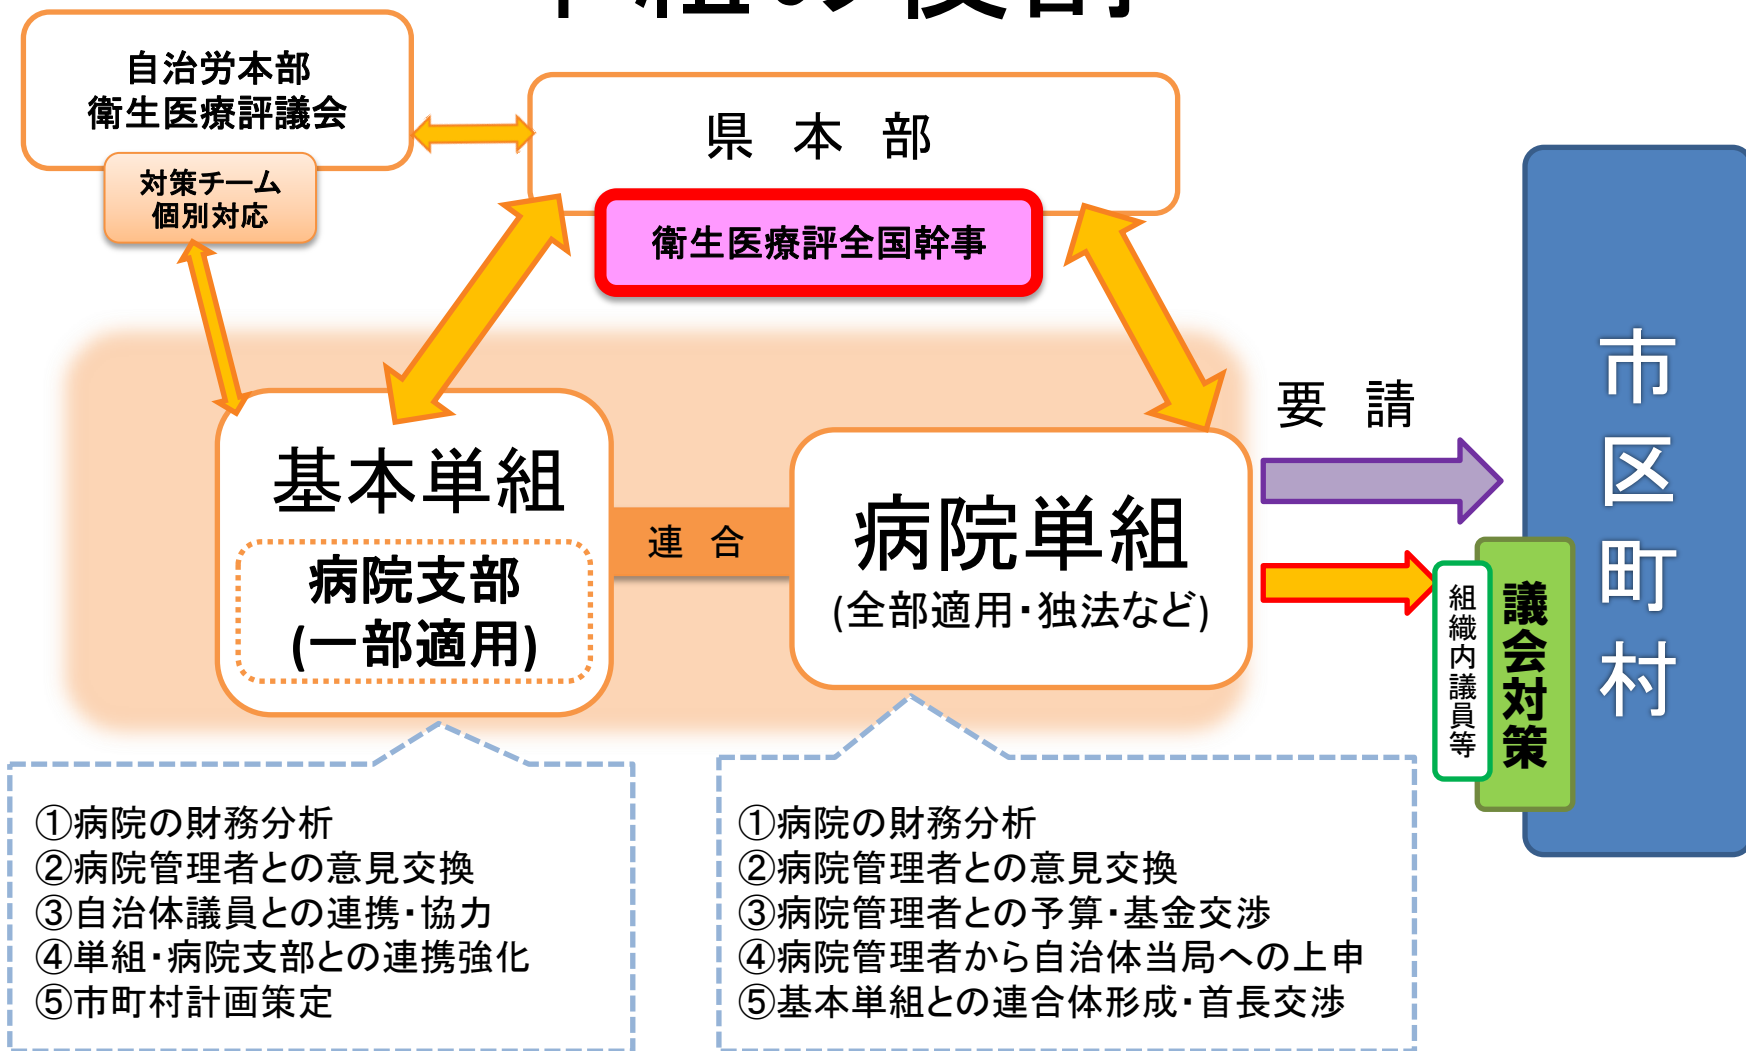 単組の役割
自治労本部
衛生医療評議会
対策チーム
個別対応
県 本 部
衛生医療評全国幹事
基本単組
病院支部
(一部適用)
連 合
病院単組
(全部適用・独法など)
要 請
組織内議員等
議会対策
市区町村
①病院の財務分析
②病院管理者との意見交換
③自治体議員との連携・協力
④単組・病院支部との連携強化
⑤市町村計画策定
①病院の財務分析
②病院管理者との意見交換
③病院管理者との予算・基金交渉
④病院管理者から自治体当局への上申
⑤基本単組との連合体形成・首長交渉